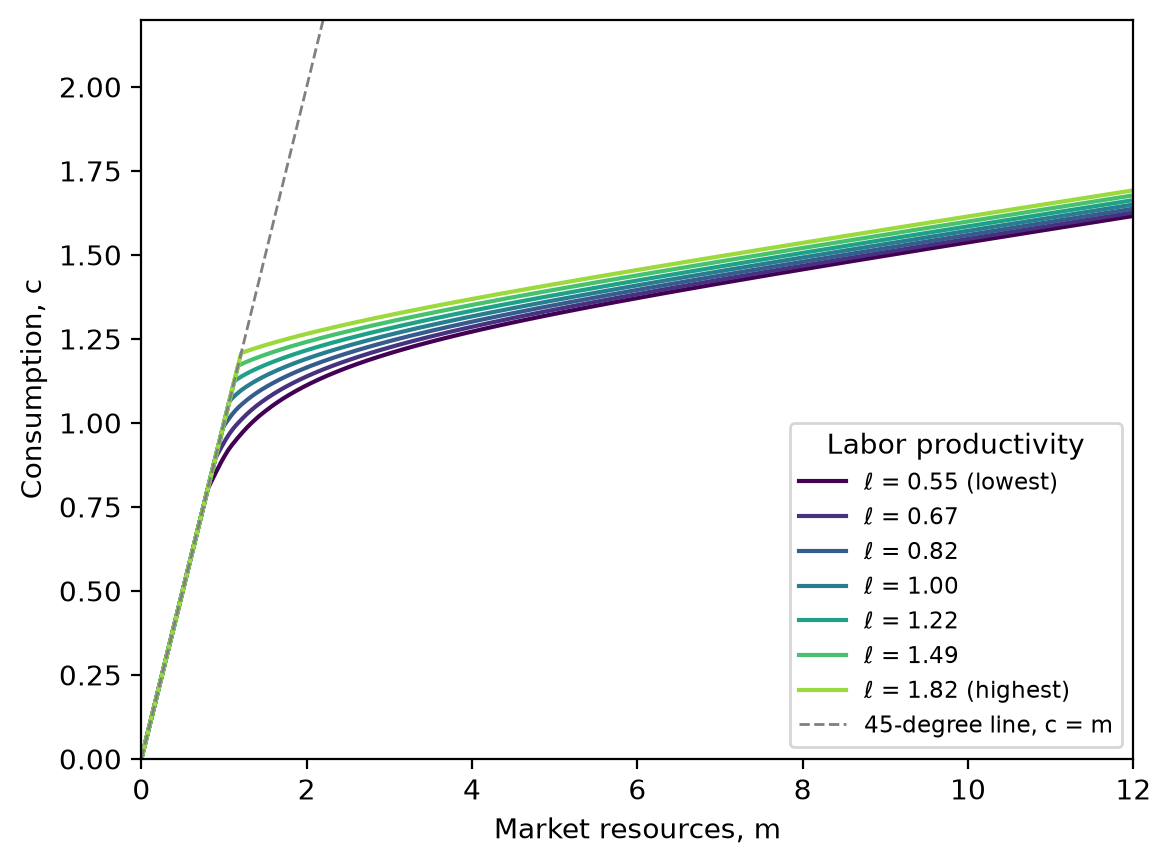 2.00
1.75
1.50
1.25
1.00
0.75
0.50
0.25
0.00
Consumption, c
0
2
4
6
8
10
12
Market resources, m
Labor productivity
ℓ = 0.55 (lowest)
ℓ = 0.67
ℓ = 0.82
ℓ = 1.00
ℓ = 1.22
ℓ = 1.49
ℓ = 1.82 (highest)
45-degree line, c = m